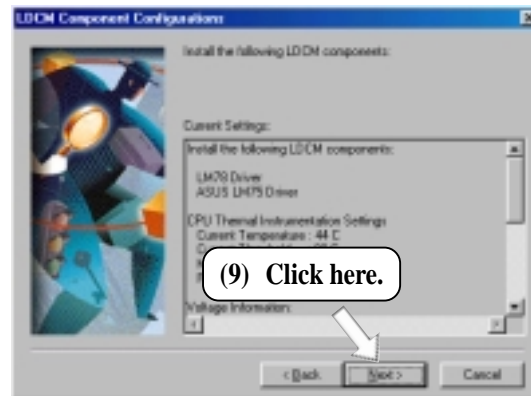 LDCM Component Configurations
Install the following LDCM components:
Current Settings:
Install the following LDCM components:
LM78 Driver
ASUS LM75 Driver
CPU Thermal Instrumentation Settings
Current Temperature : 44 C
(9) Click here.
Voltage Information:
< Back
Next >
Cancel